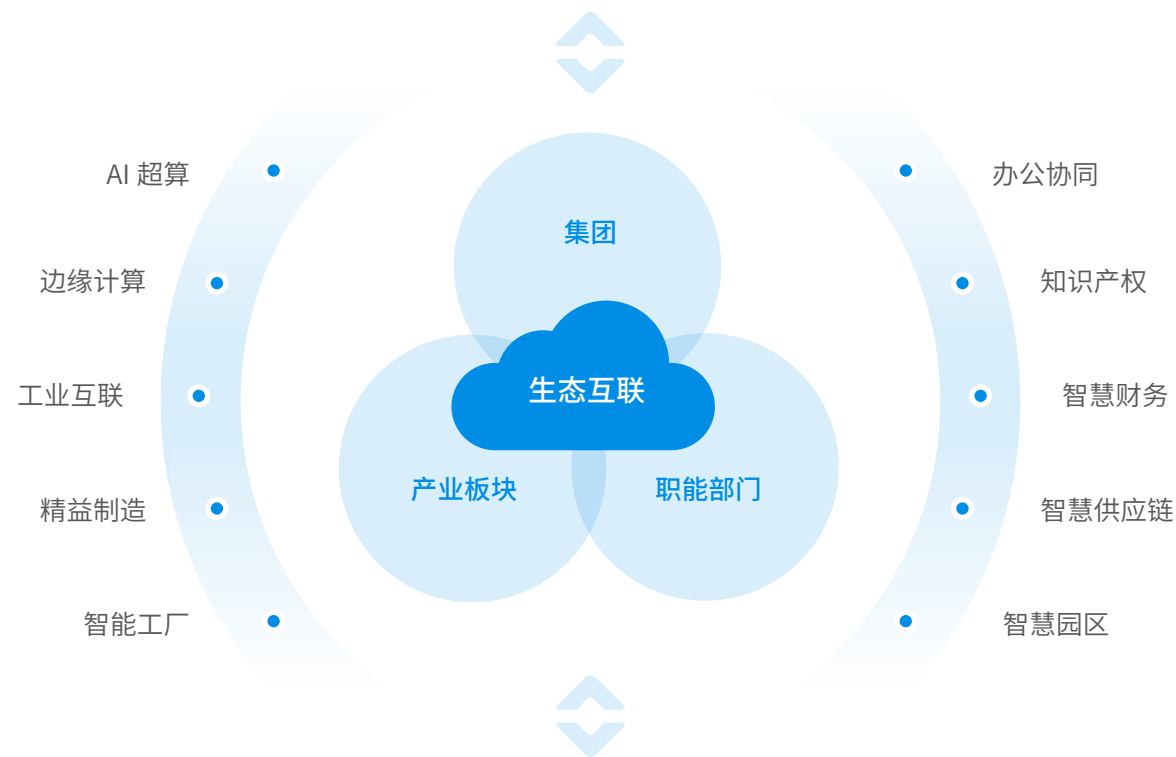 AI 超算
边缘计算
工业互联
精益制造
智能工厂
集团
生态互联
产业板块
职能部门
办公协同
知识产权
智慧财务
智慧供应链
智慧园区